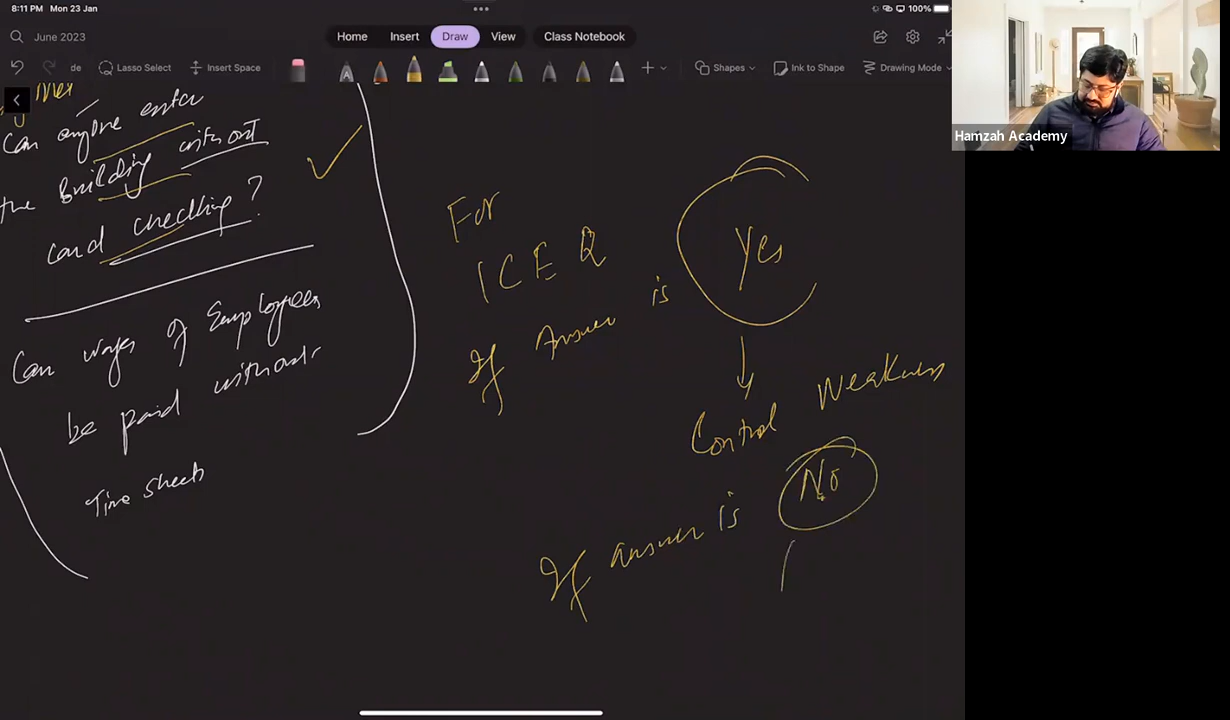 8:11 PM Mon 23 Jan
100%
June 2023
Home Insert Draw View Class Notebook
de Lasso Select Insert Space Shapes Ink to Shape Drawing Mode
Hamzah Academy
Can anyone enter
the Building without
card checking?
Can wages of Employees
be paid without
Time sheets
For
ICEQ
If Answer is Yes
Control Weakness
If answer is No